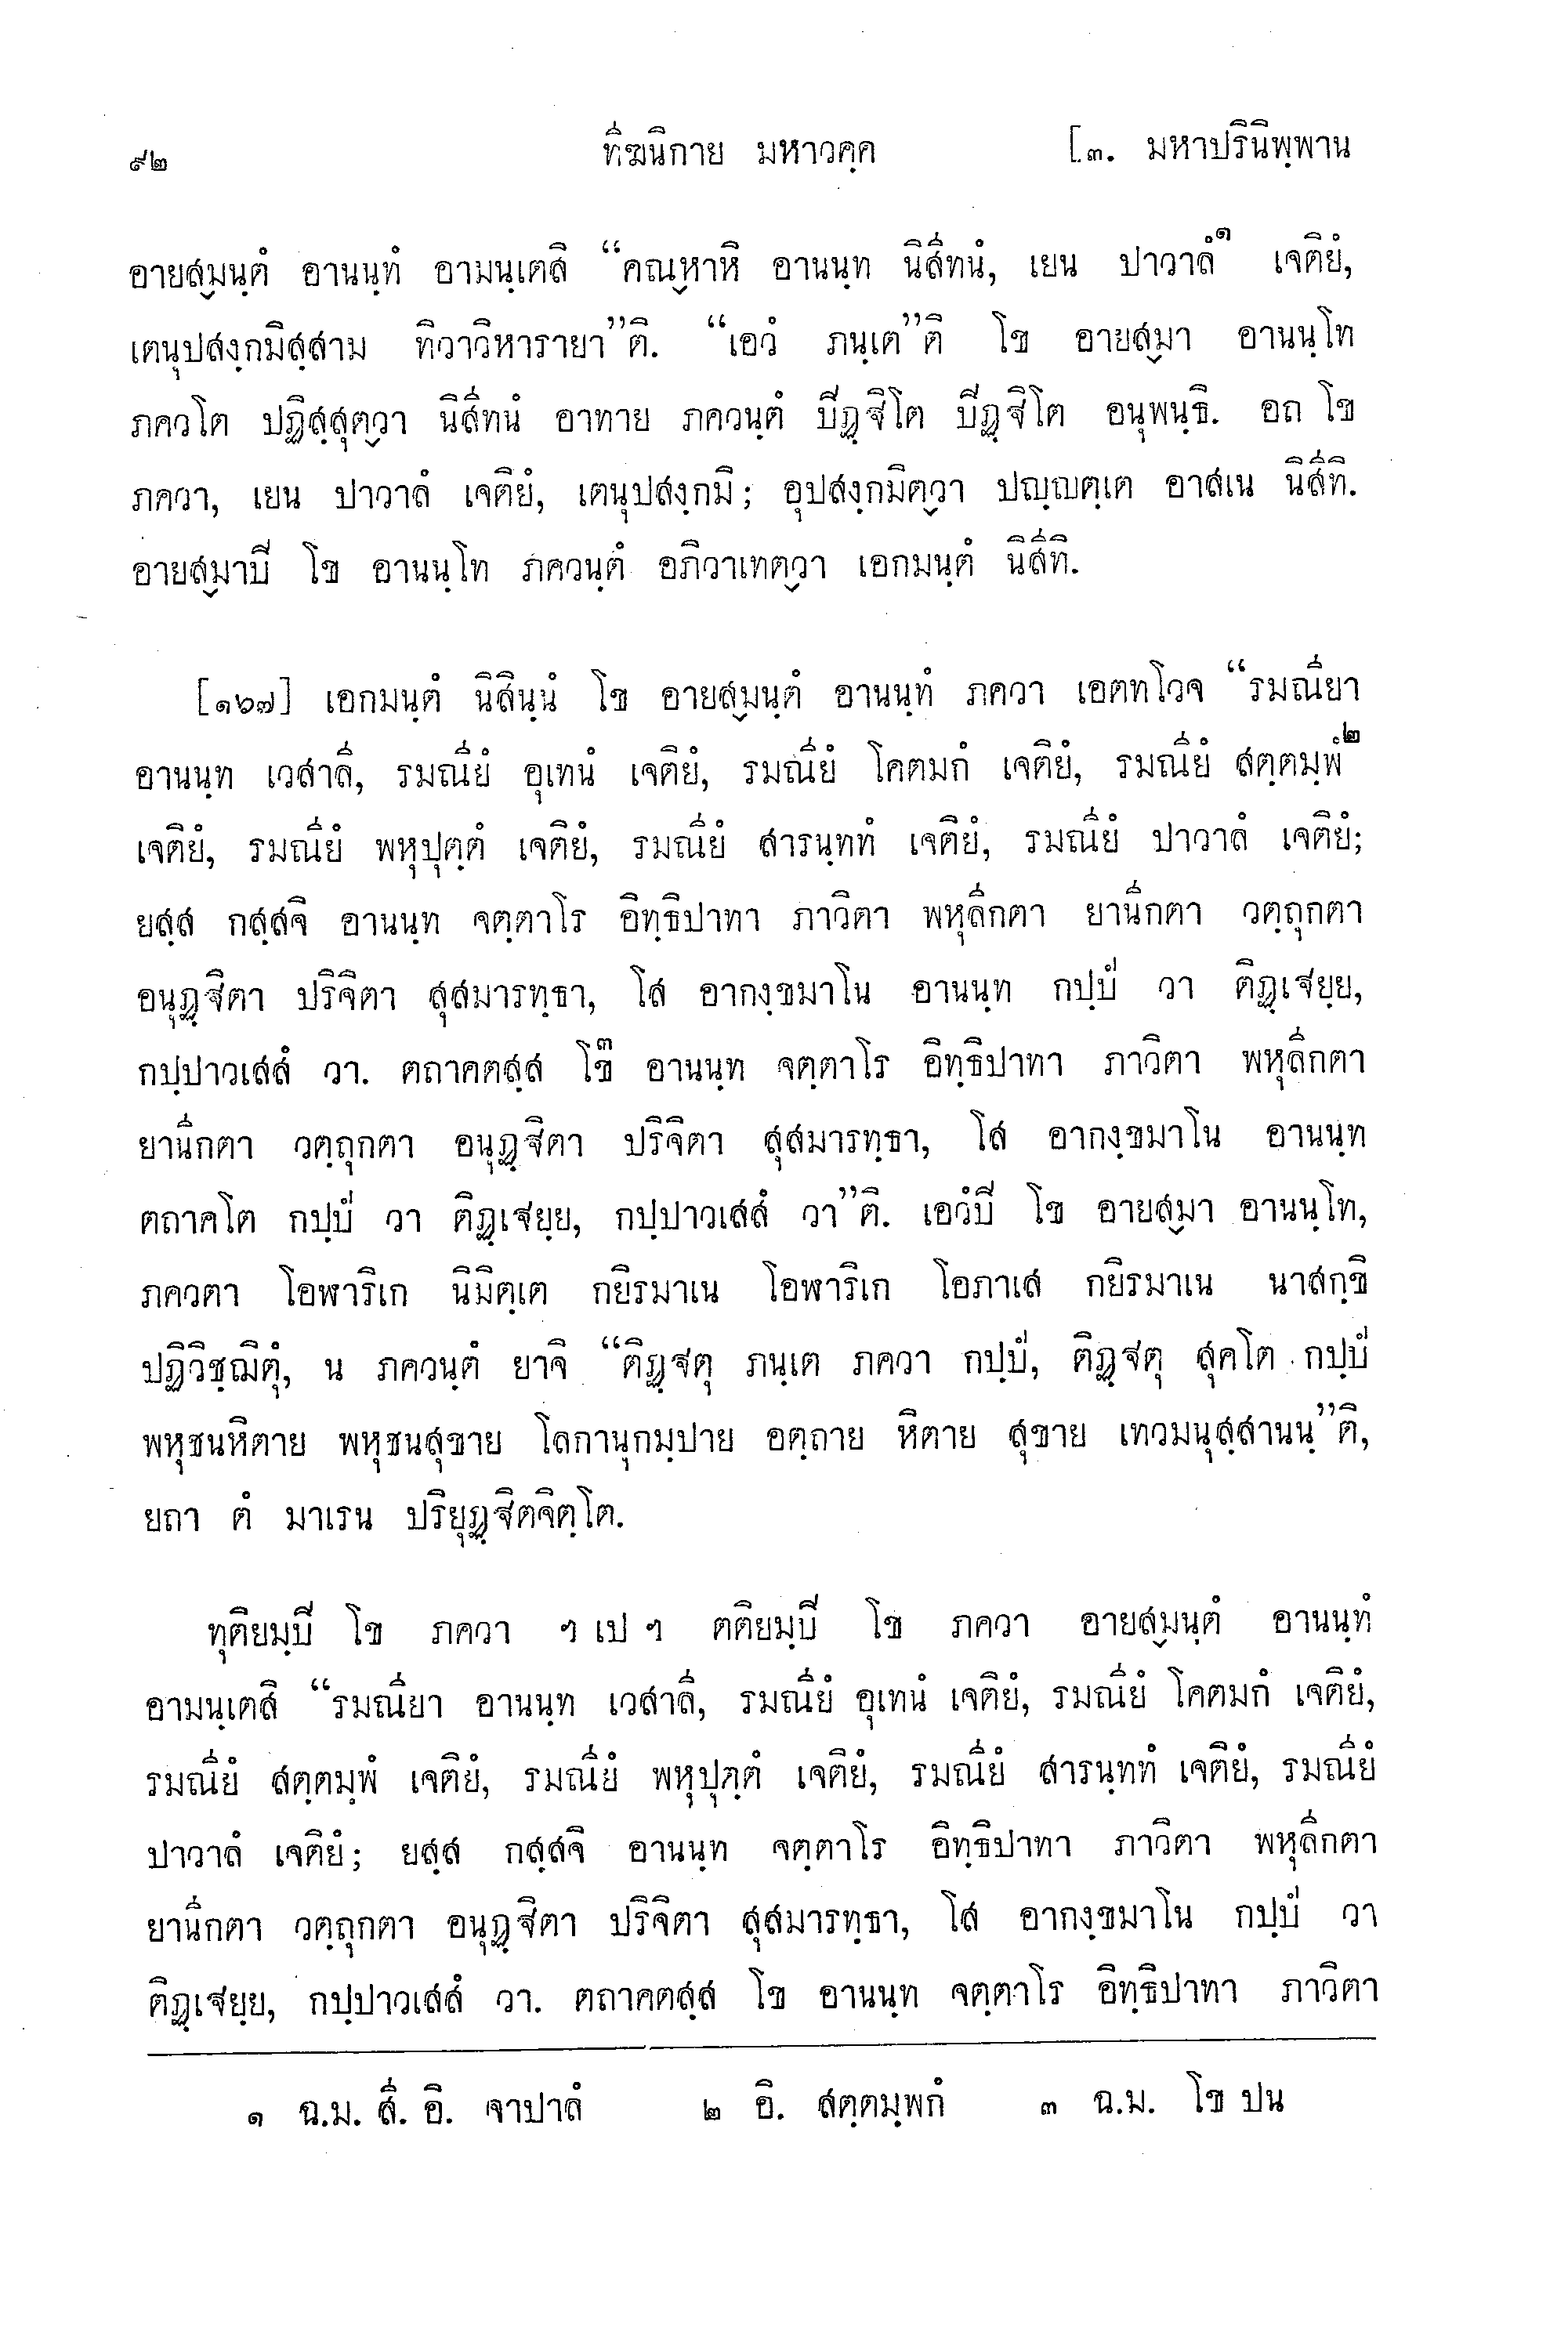 ๙๒ ทีฆนิกาย มหาวคฺค [๓. มหาปรินิพฺพาน
อายสฺมนฺตํ อานนฺทํ อามนฺเตสิ “คณฺหาหิ อานนฺท นิสีทนํ, เยน ปาวาลํ๑ เจติยํ,
เตนุปสงฺกมิสฺสาม ทิวาวิหารายา”ติ. “เอวํ ภนฺเต”ติ โข อายสฺมา อานนฺโท
ภควโต ปฏิสฺสุตฺวา นิสีทนํ อาทาย ภควนฺตํ ปิฏฺฐิโต ปิฏฺฐิโต อนุพนฺธิ. อถ โข
ภควา, เยน ปาวาลํ เจติยํ, เตนุปสงฺกมิ; อุปสงฺกมิตฺวา ปญฺญตฺเต อาสเน นิสีทิ.
อายสฺมาปิ โข อานนฺโท ภควนฺตํ อภิวาเทตฺวา เอกมนฺตํ นิสีทิ.
[๑๖๗] เอกมนฺตํ นิสินฺนํ โข อายสฺมนฺตํ อานนฺทํ ภควา เอตทโวจ “รมณียา
อานนฺท เวสาลี, รมณียํ อุเทนํ เจติยํ, รมณียํ โคตมกํ เจติยํ, รมณียํ สตฺตมฺพํ๒
เจติยํ, รมณียํ พหุปุตฺตํ เจติยํ, รมณียํ สารนฺททํ เจติยํ, รมณียํ ปาวาลํ เจติยํ;
ยสฺส กสฺสจิ อานนฺท จตฺตาโร อิทฺธิปาทา ภาวิตา พหุลีกตา ยานีกตา วตฺถุกตา
อนุฏฺฐิตา ปริจิตา สุสมารทฺธา, โส อากงฺขมาโน อานนฺท กปฺปํ วา ติฏฺเฐยฺย,
กปฺปาวเสสํ วา. ตถาคตสฺส โข๓ อานนฺท จตฺตาโร อิทฺธิปาทา ภาวิตา พหุลีกตา
ยานีกตา วตฺถุกตา อนุฏฺฐิตา ปริจิตา สุสมารทฺธา, โส อากงฺขมาโน อานนฺท
ตถาคโต กปฺปํ วา ติฏฺเฐยฺย, กปฺปาวเสสํ วา”ติ. เอวํปิ โข อายสฺมา อานนฺโท,
ภควตา โอฬาริเก นิมิตฺเต กยิรมาเน โอฬาริเก โอภาเส กยิรมาเน นาสกฺขิ
ปฏิวิชฺฌิตุํ, น ภควนฺตํ ยาจิ “ติฏฺฐตุ ภนฺเต ภควา กปฺปํ, ติฏฺฐตุ สุคโต กปฺปํ
พหุชนหิตาย พหุชนสุขาย โลกานุกมฺปาย อตฺถาย หิตาย สุขาย เทวมนุสฺสานนฺ”ติ,
ยถา ตํ มาเรน ปริยุฏฺฐิตจิตฺโต.
ทุติยมฺปิ โข ภควา ฯ เป ฯ ตติยมฺปิ โข ภควา อายสฺมนฺตํ อานนฺทํ
อามนฺเตสิ “รมณียา อานนฺท เวสาลี, รมณียํ อุเทนํ เจติยํ, รมณียํ โคตมกํ เจติยํ,
รมณียํ สตฺตมฺพํ เจติยํ, รมณียํ พหุปุตฺตํ เจติยํ, รมณียํ สารนฺททํ เจติยํ, รมณียํ
ปาวาลํ เจติยํ; ยสฺส กสฺสจิ อานนฺท จตฺตาโร อิทฺธิปาทา ภาวิตา พหุลีกตา
ยานีกตา วตฺถุกตา อนุฏฺฐิตา ปริจิตา สุสมารทฺธา, โส อากงฺขมาโน กปฺปํ วา
ติฏฺเฐยฺย, กปฺปาวเสสํ วา. ตถาคตสฺส โข อานนฺท จตฺตาโร อิทฺธิปาทา ภาวิตา
๑ ฉ.ม. สี. อิ. จาปาลํ ๒ อิ. สตฺตมฺพกํ ๓ ฉ.ม. โข ปน